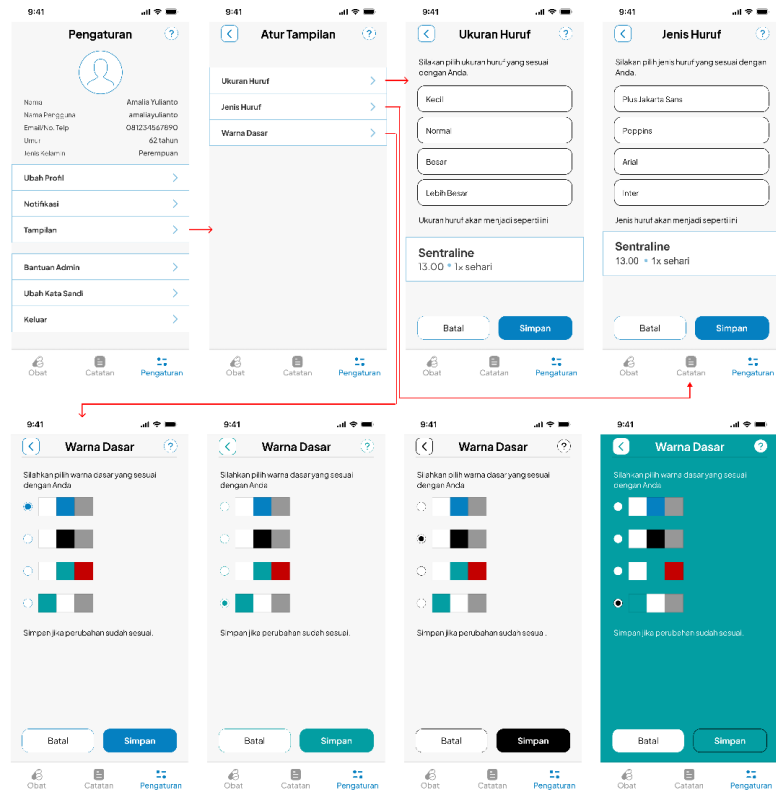 9:41
Pengaturan
?
Nama Amalia Yulianto
Nama Pengguna amaliayulianto
Email/No. Telp 081234567890
Umur 62 tahun
Jenis Kelamin Perempuan
Ubah Profil
Notifikasi
Tampilan
Bantuan Admin
Ubah Kata Sandi
Keluar
Obat Catatan Pengaturan
9:41
Atur Tampilan
?
Ukuran Huruf
Jenis Huruf
Warna Dasar
Obat Catatan Pengaturan
9:41
Ukuran Huruf
?
Silakan pilih ukuran huruf yang sesuai
dengan Anda.
Kecil
Normal
Besar
Lebih Besar
Ukuran huruf akan menjadi seperti ini
Sentraline
13.00 • 1x sehari
Batal Simpan
Obat Catatan Pengaturan
9:41
Jenis Huruf
?
Silakan pilih jenis huruf yang sesuai dengan
Anda.
Plus Jakarta Sans
Poppins
Arial
Inter
Jenis huruf akan menjadi seperti ini
Sentraline
13.00 • 1x sehari
Batal Simpan
Obat Catatan Pengaturan
9:41
Warna Dasar
?
Silahkan pilih warna dasar yang sesuai
dengan Anda
Simpan jika perubahan sudah sesuai.
Batal Simpan
Obat Catatan Pengaturan
9:41
Warna Dasar
?
Silahkan pilih warna dasar yang sesuai
dengan Anda
Simpan jika perubahan sudah sesuai.
Batal Simpan
Obat Catatan Pengaturan
9:41
Warna Dasar
?
Silahkan pilih warna dasar yang sesuai
dengan Anda
Simpan jika perubahan sudah sesuai.
Batal Simpan
Obat Catatan Pengaturan
9:41
Warna Dasar
?
Silahkan pilih warna dasar yang sesuai
dengan Anda
Simpan jika perubahan sudah sesuai.
Batal Simpan
Obat Catatan Pengaturan